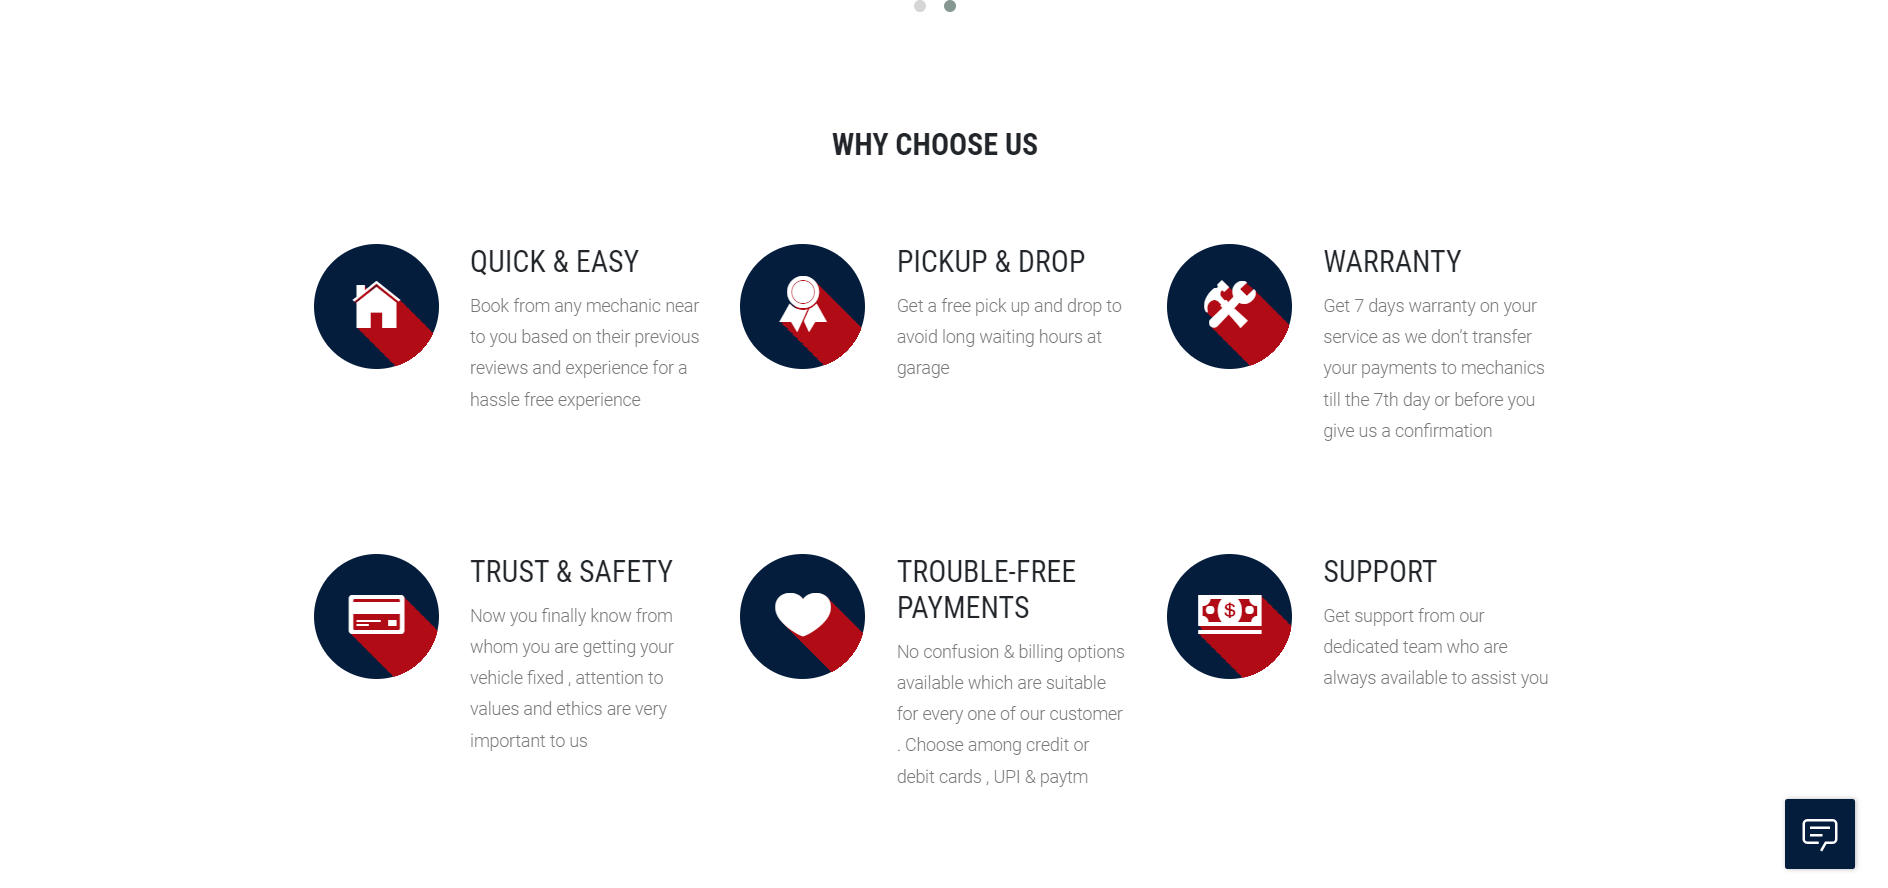 WHY CHOOSE US
QUICK & EASY
Book from any mechanic near
to you based on their previous
reviews and experience for a
hassle free experience
PICKUP & DROP
Get a free pick up and drop to
avoid long waiting hours at
garage
WARRANTY
Get 7 days warranty on your
service as we don't transfer
your payments to mechanics
till the 7th day or before you
give us a confirmation
TRUST & SAFETY
Now you finally know from
whom you are getting your
vehicle fixed , attention to
values and ethics are very
important to us
TROUBLE-FREE
PAYMENTS
No confusion & billing options
available which are suitable
for every one of our customer
. Choose among credit or
debit cards , UPI & paytm
SUPPORT
Get support from our
dedicated team who are
always available to assist you